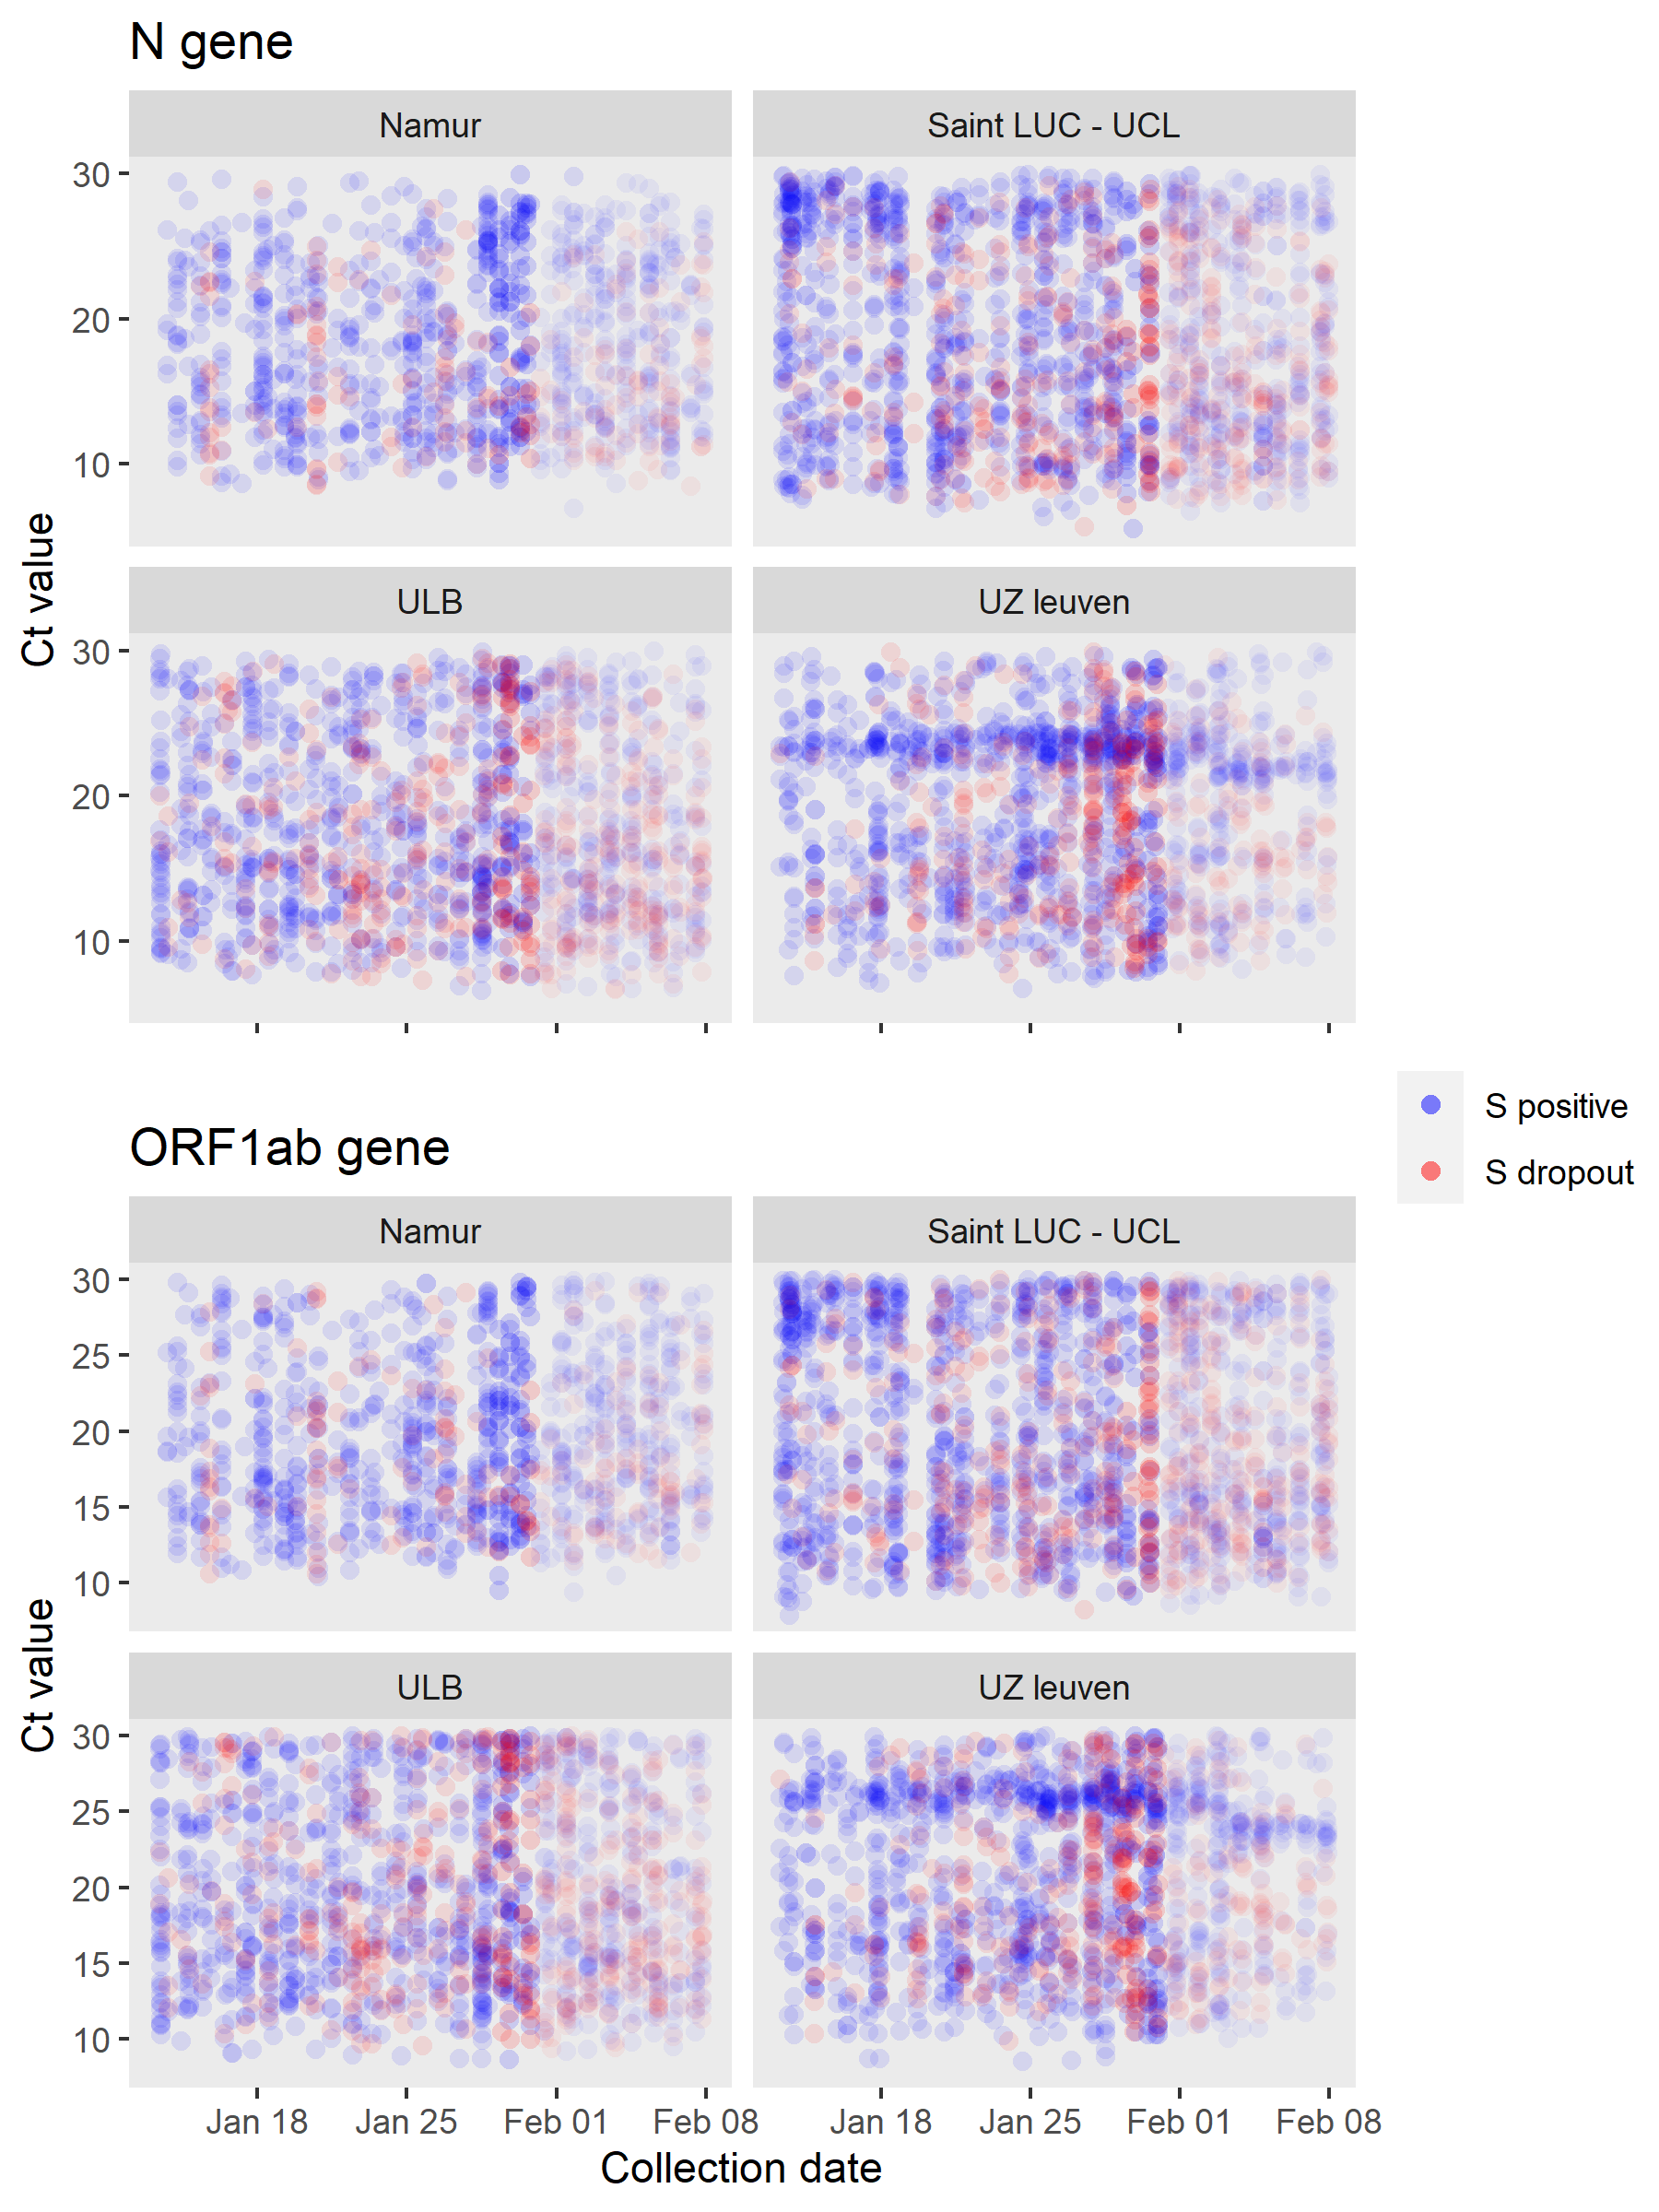 N gene
Namur
Saint LUC - UCL
30
20
10
ULB
UZ leuven
30
20
10
Ct value
S positive
S dropout
ORF1ab gene
Namur
Saint LUC - UCL
30
25
20
15
10
ULB
UZ leuven
30
25
20
15
10
Ct value
Jan 18
Jan 25
Feb 01
Feb 08
Jan 18
Jan 25
Feb 01
Feb 08
Collection date